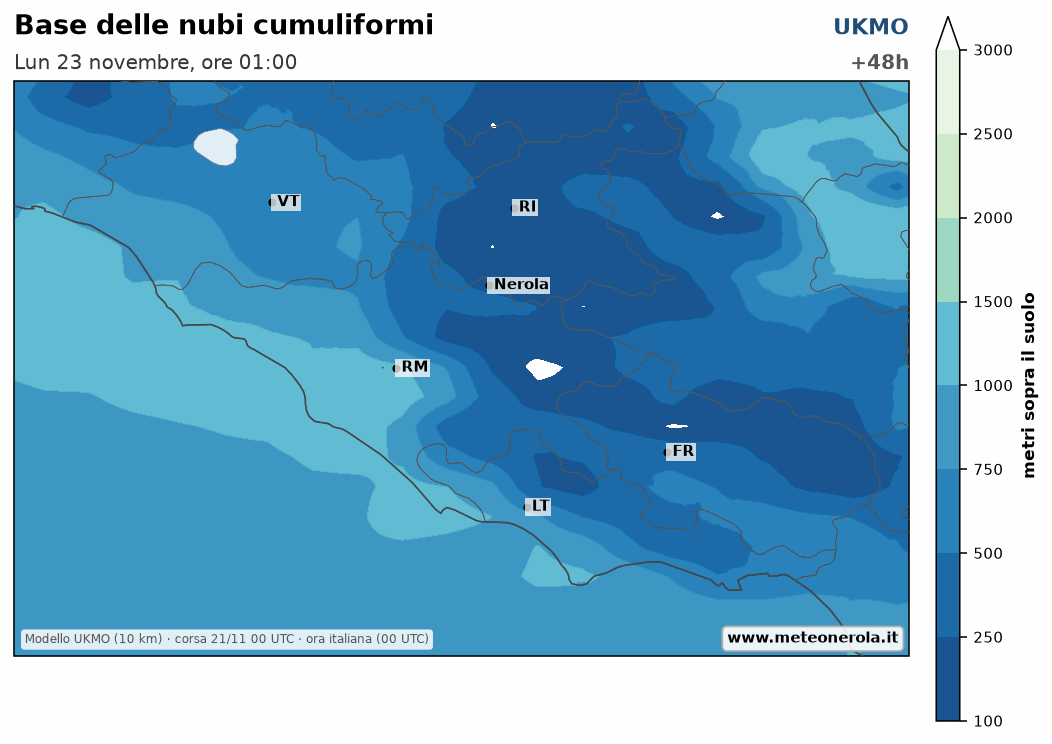 Base delle nubi cumuliformi
UKMO
Lun 23 novembre, ore 01:00
+48h
VT
RI
Nerola
RM
FR
LT
3000
2500
2000
1500
1000
750
500
250
100
metri sopra il suolo
Modello UKMO (10 km) · corsa 21/11 00 UTC · ora italiana (00 UTC)
www.meteonerola.it